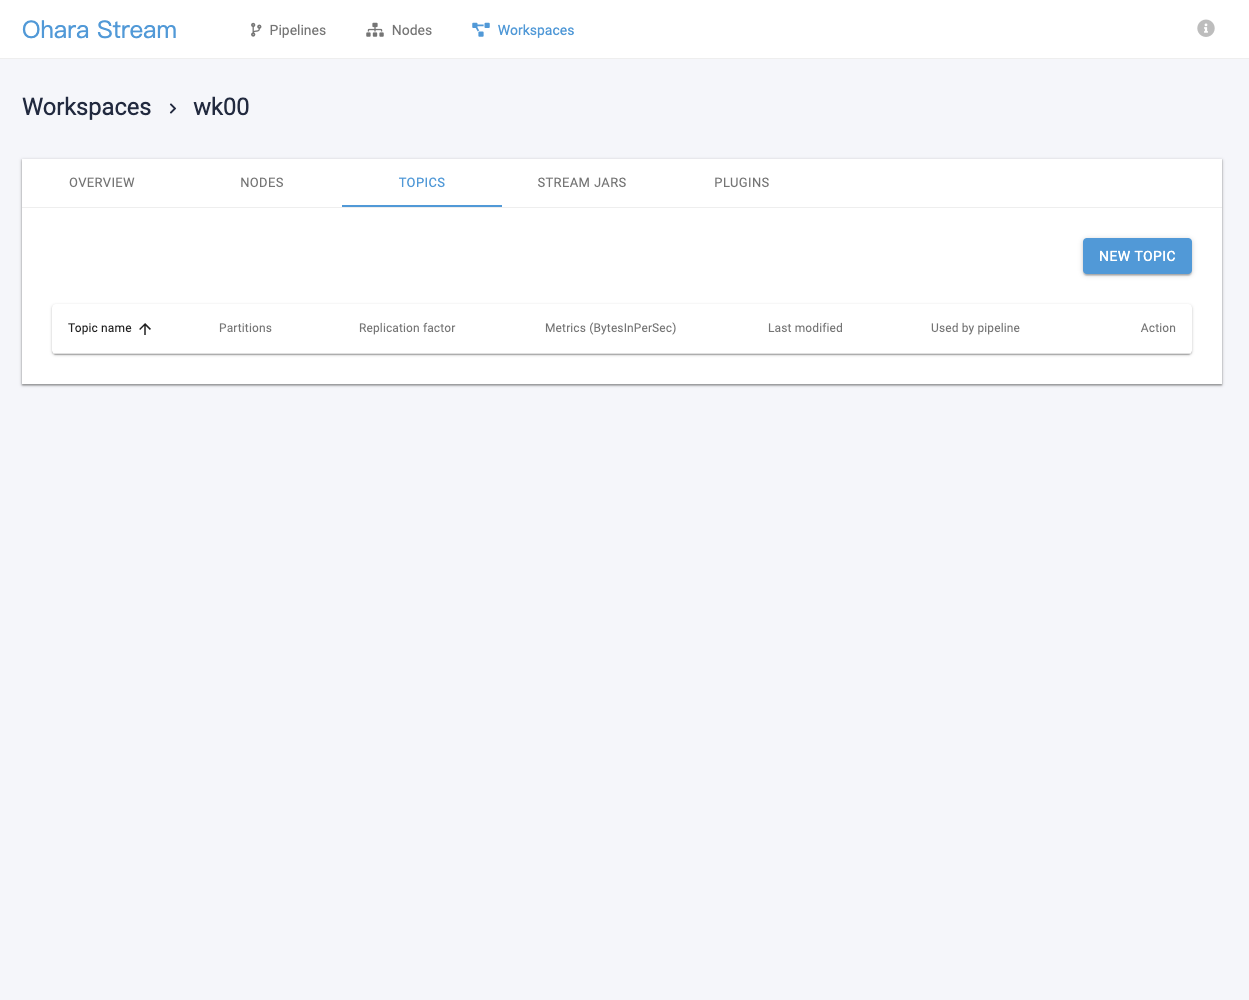 Ohara Stream Pipelines Nodes Workspaces
Workspaces › wk00
OVERVIEW NODES TOPICS STREAM JARS PLUGINS
NEW TOPIC
Topic name Partitions Replication factor Metrics (BytesInPerSec) Last modified Used by pipeline Action